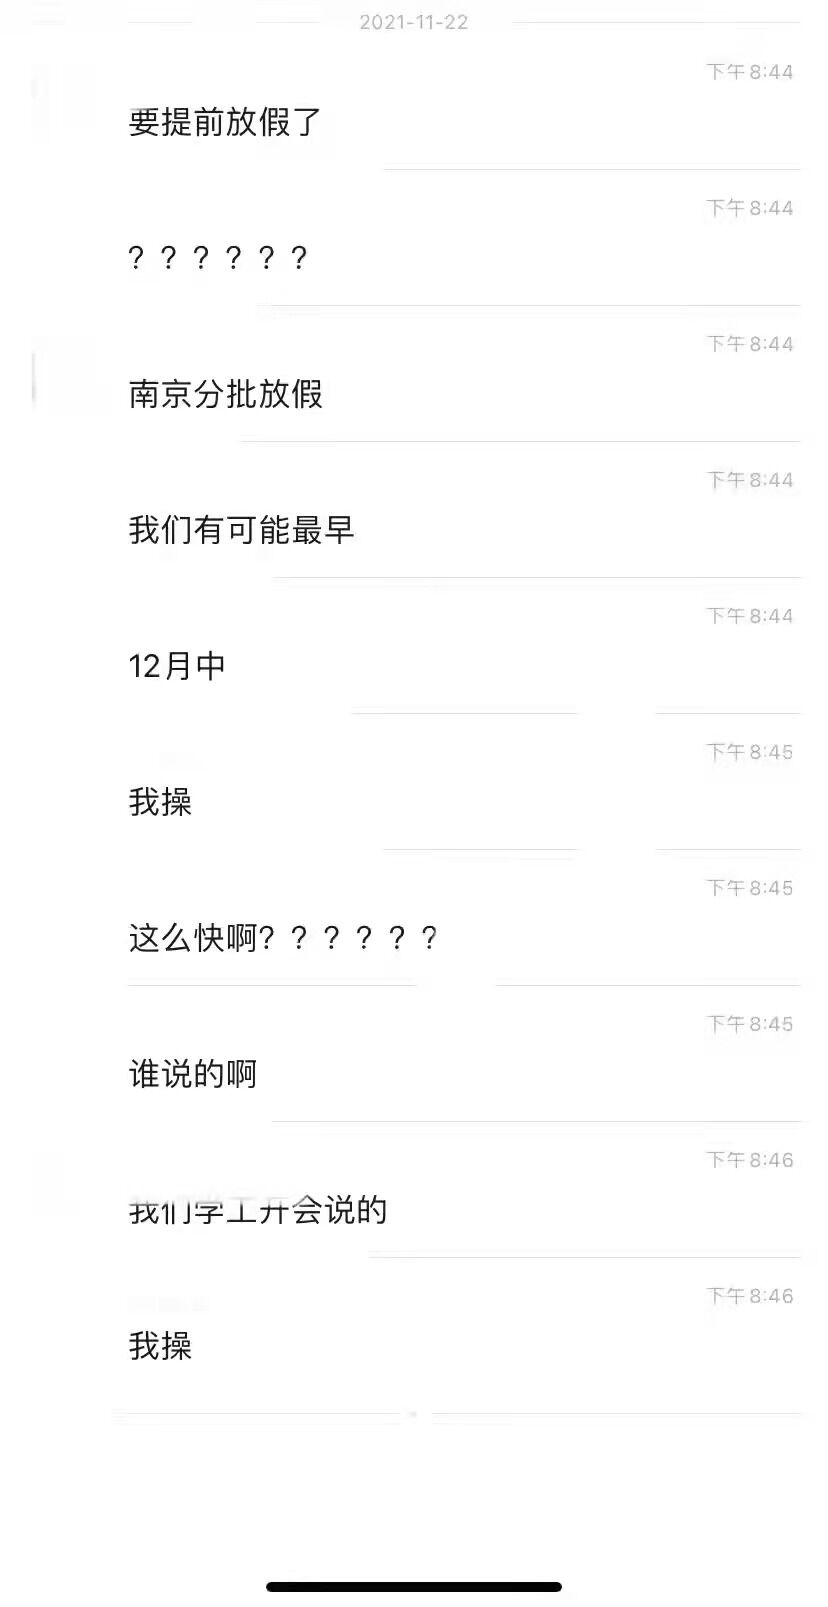 2021-11-22
下午 8:44
要提前放假了
下午 8:44
？？？？？？
下午 8:44
南京分批放假
下午 8:44
我们有可能最早
下午 8:44
12月中
下午 8:45
我操
下午 8:45
这么快啊？？？？？？
下午 8:45
谁说的啊
下午 8:46
我们学工开会说的
下午 8:46
我操